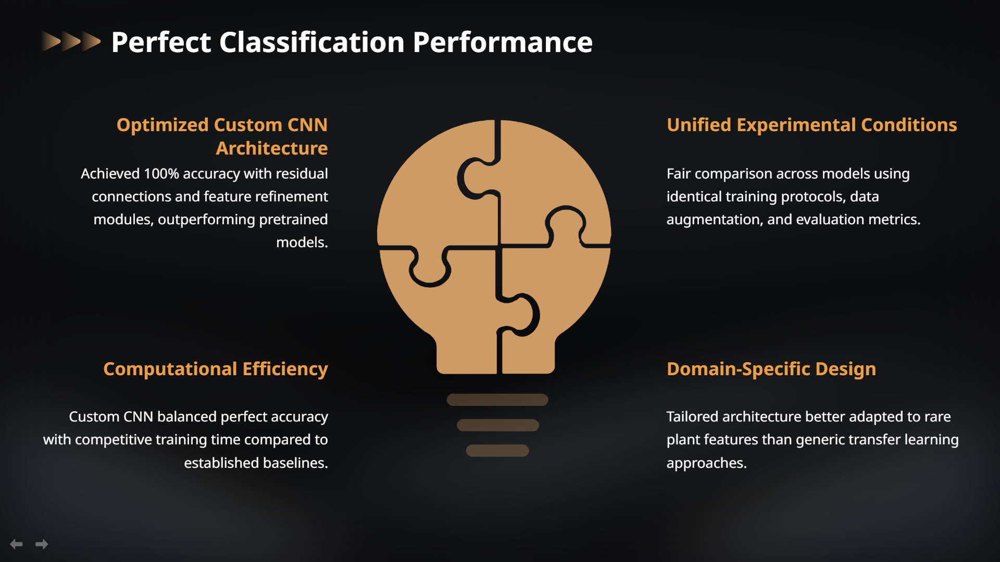 Perfect Classification Performance
Optimized Custom CNN
Architecture
Achieved 100% accuracy with residual
connections and feature refinement
modules, outperforming pretrained
models.
Unified Experimental Conditions
Fair comparison across models using
identical training protocols, data
augmentation, and evaluation metrics.
Computational Efficiency
Custom CNN balanced perfect accuracy
with competitive training time compared to
established baselines.
Domain-Specific Design
Tailored architecture better adapted to rare
plant features than generic transfer learning
approaches.